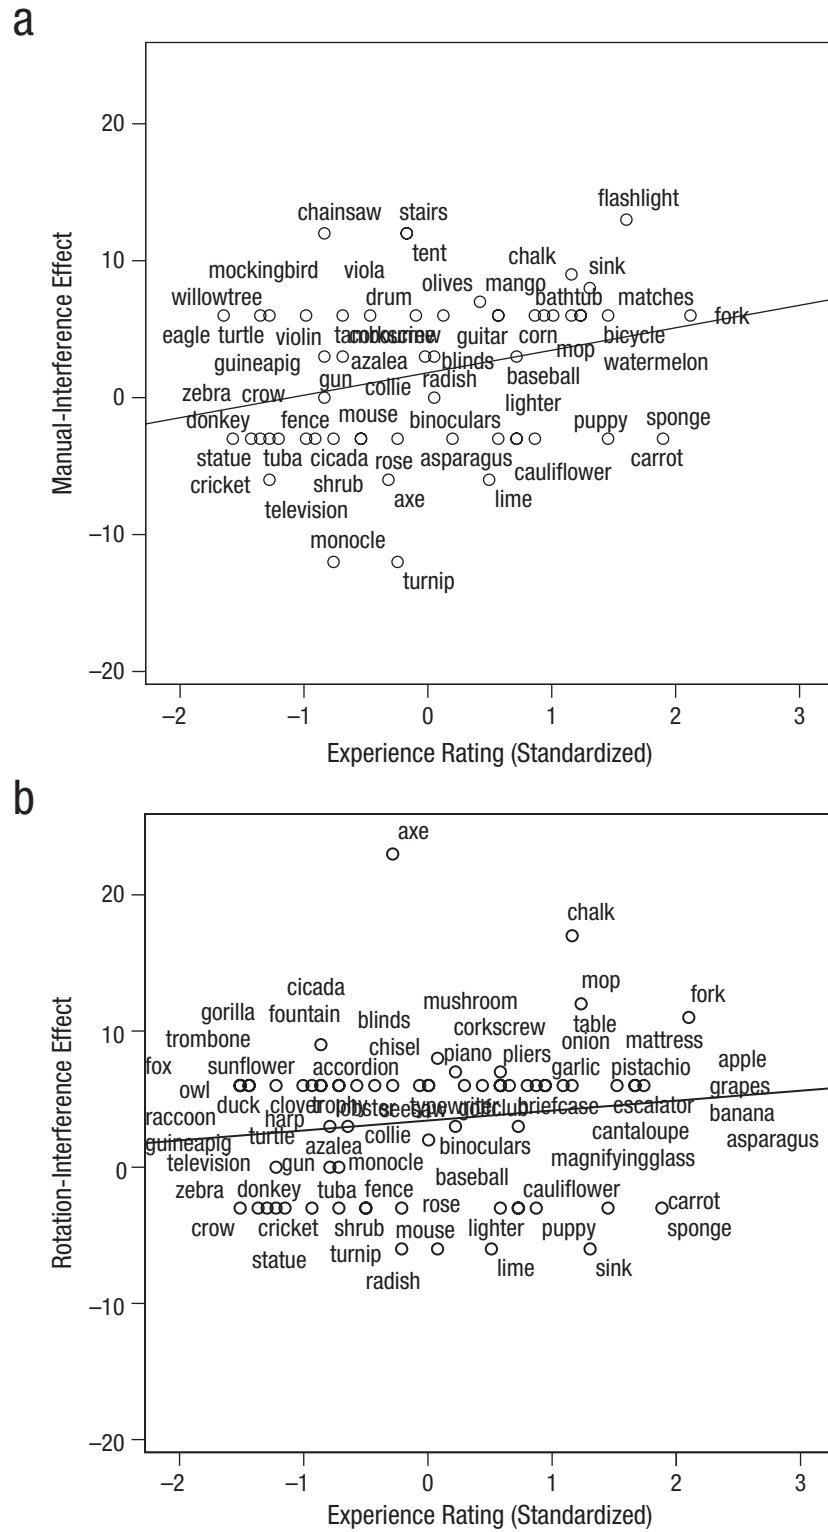 a
20
10
0
–10
–20
Manual-Interference Effect
flashlight
chainsaw stairs
tent
chalk sink
mockingbird viola
olives mango
willowtree drum bathtub matches
fork
eagle turtle violin tambourine corkscrew guitar corn bicycle
mop
guineapig azalea blinds watermelon
gun radish baseball
zebra crow collie
lighter
donkey fence mouse binoculars puppy sponge
statue tuba cicada rose asparagus carrot
cauliflower
cricket shrub
axe lime
television
monocle
turnip
–2 –1 0 1 2 3
Experience Rating (Standardized)
b
20
10
0
–10
–20
Rotation-Interference Effect
axe
chalk
mop
cicada fork
gorilla fountain mushroom
blinds corkscrew table
trombone onion mattress
chisel piano pliers
fox sunflower accordion garlic pistachio apple
owl grapes
duck clover trophy lobster seesaw typewriter golfclub briefcase escalator
raccoon harp banana
turtle collie cantaloupe
guineapig azalea binoculars asparagus
television gun monocle magnifyingglass
baseball
zebra donkey tuba fence cauliflower
rose carrot
crow cricket shrub mouse lighter puppy sponge
statue turnip
lime sink
radish
–2 –1 0 1 2 3
Experience Rating (Standardized)